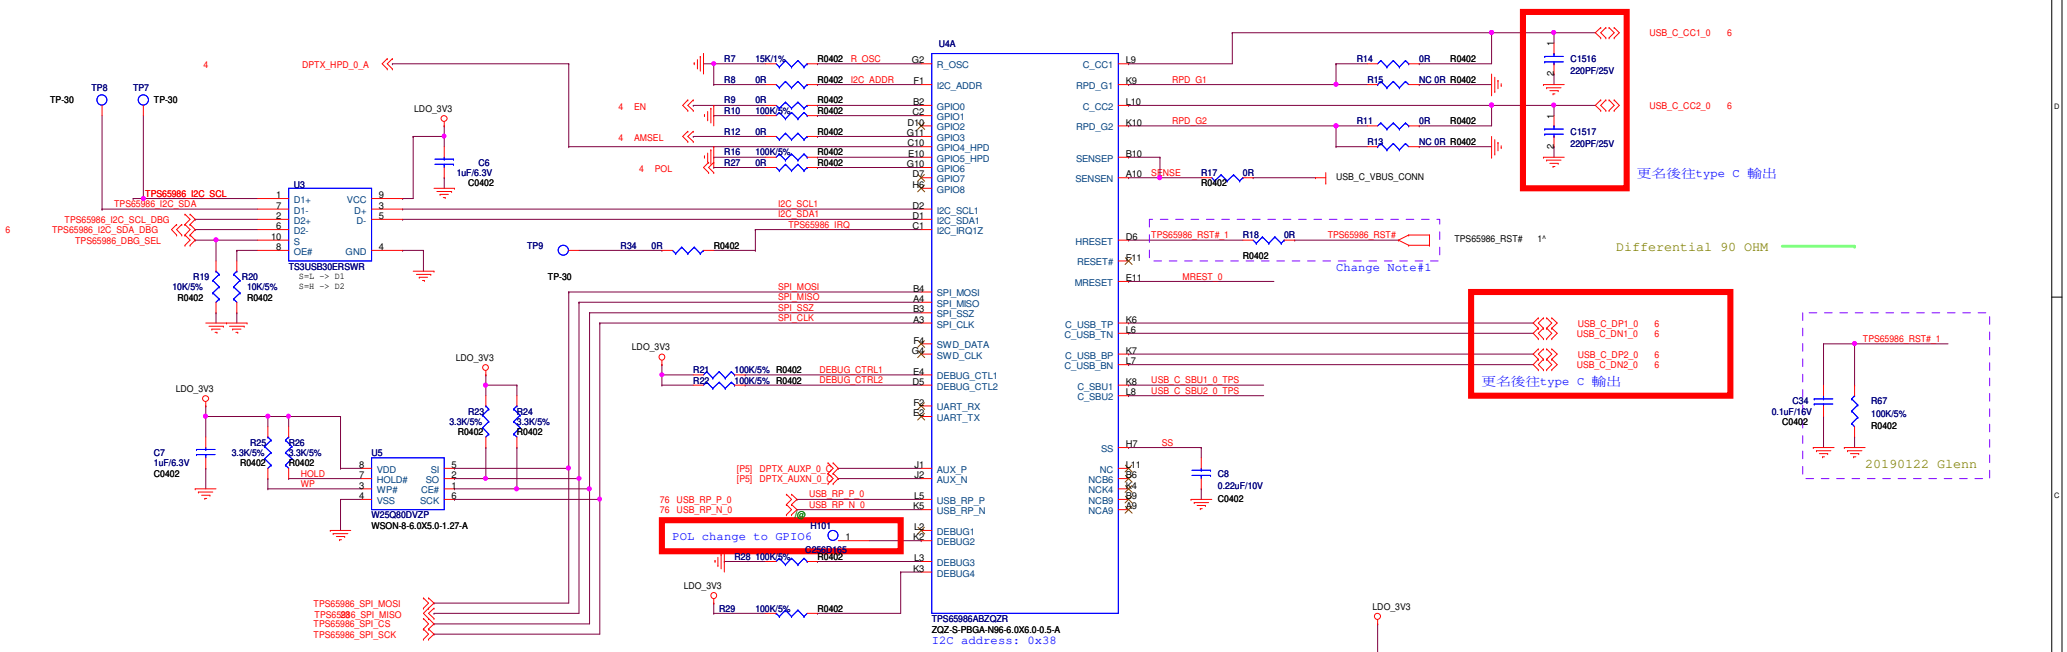 U4A
4 DPTX_HPD_0_A
TP8 TP7
TP-30 TP-30
LDO_3V3
C6
1uF/6.3V
C0402
U3
TPS65986_I2C_SCL
TPS65986_I2C_SDA
TPS65986_I2C_SCL_DBG
6 TPS65986_I2C_SDA_DBG
TPS65986_DBG_SEL
1 D1+ VCC 9
7 D1- D+ 3
2 D2+ D- 5
6 D2-
10 S
8 OE# GND 4
TS3USB30ERSWR
S=L -> D1
S=H -> D2
R19
10K/5%
R0402
R20
10K/5%
R0402
R7 15K/1% R0402 R_OSC G2 R_OSC
R8 0R R0402 I2C_ADDR F1 I2C_ADDR
4 EN R9 0R R0402 B2 GPIO0
R10 100K/5% R0402 C2 GPIO1
D10 GPIO2
4 AMSEL R12 0R R0402 G11 GPIO3
C10 GPIO4_HPD
R16 100K/5% R0402 E10 GPIO5_HPD
4 POL R27 0R R0402 G10 GPIO6
D7 GPIO7
H6 GPIO8
I2C_SCL1 D2 I2C_SCL1
I2C_SDA1 D1 I2C_SDA1
TPS65986_IRQ C1 I2C_IRQ1Z
TP9 R34 0R R0402
TP-30
SPI_MOSI B4 SPI_MOSI
SPI_MISO A4 SPI_MISO
SPI_SSZ B3 SPI_SSZ
SPI_CLK A3 SPI_CLK
F4 SWD_DATA
G4 SWD_CLK
LDO_3V3
R21 100K/5% R0402 DEBUG_CTRL1 E4 DEBUG_CTL1
R22 100K/5% R0402 DEBUG_CTRL2 D5 DEBUG_CTL2
F2 UART_RX
E2 UART_TX
LDO_3V3
LDO_3V3
R23
3.3K/5%
R0402
R24
3.3K/5%
R0402
C7
1uF/6.3V
C0402
R25
3.3K/5%
R0402
R26
3.3K/5%
R0402
HOLD
WP
U5
8 VDD SI 5
7 HOLD# SO 2
3 WP# CE# 1
4 VSS SCK 6
W25Q80DVZP
WSON-8-6.0X5.0-1.27-A
[P5] DPTX_AUXP_0_C J1 AUX_P
[P5] DPTX_AUXN_0_C J2 AUX_N
76 USB_RP_P_0 USB_RP_P_0 L5 USB_RP_P
76 USB_RP_N_0 USB_RP_N_0 K5 USB_RP_N
@
POL change to GPIO6
H101
1
C256D165
L2 DEBUG1
K2 DEBUG2
R28 100K/5% R0402 L3 DEBUG3
K3 DEBUG4
LDO_3V3
R29 100K/5% R0402
TPS65986_SPI_MOSI
TPS65986_SPI_MISO
TPS65986_SPI_CS
TPS65986_SPI_SCK
TPS65986ABZQZR
ZQZ-S-PBGA-N96-6.0X6.0-0.5-A
I2C address: 0x38
C_CC1 L9
RPD_G1 K9 RPD_G1
C_CC2 L10
RPD_G2 K10 RPD_G2
R14 0R R0402
R15 NC 0R R0402
R11 0R R0402
R13 NC 0R R0402
1
2
C1516
220PF/25V
1
2
C1517
220PF/25V
USB_C_CC1_0 6
USB_C_CC2_0 6
更名後往type C 輸出
SENSEP B10
SENSEN A10 SENSE R17 0R USB_C_VBUS_CONN
R0402
HRESET D6 TPS65986_RST#_1 R18 0R TPS65986_RST# TPS65986_RST# 1^
R0402
RESET# F11
Change Note#1
MRESET E11 MREST_0
Differential 90 OHM
C_USB_TP K6 USB_C_DP1_0 6
C_USB_TN L6 USB_C_DN1_0 6
C_USB_BP K7 USB_C_DP2_0 6
C_USB_BN L7 USB_C_DN2_0 6
更名後往type C 輸出
C_SBU1 K8 USB_C_SBU1_0_TPS
C_SBU2 L8 USB_C_SBU2_0_TPS
SS H7 SS
C8
0.22uF/10V
C0402
NC L11
NCB6 B6
NCK4 K4
NCB9 B9
NCA9 A9
TPS65986_RST#_1
C34
0.1uF/16V
C0402
R67
100K/5%
R0402
20190122 Glenn
LDO_3V3
D
C